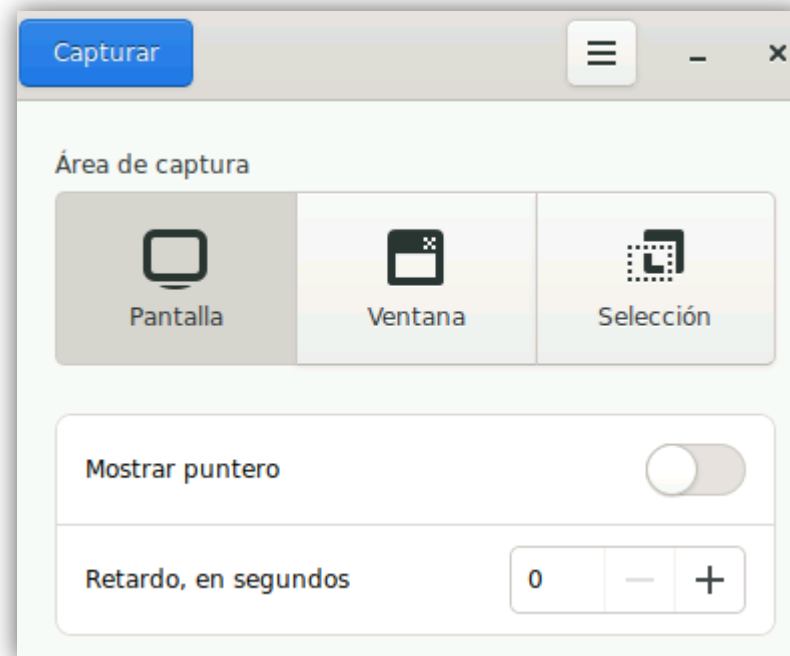 Capturar
Área de captura
Pantalla
Ventana
Selección
Mostrar puntero
Retardo, en segundos 0